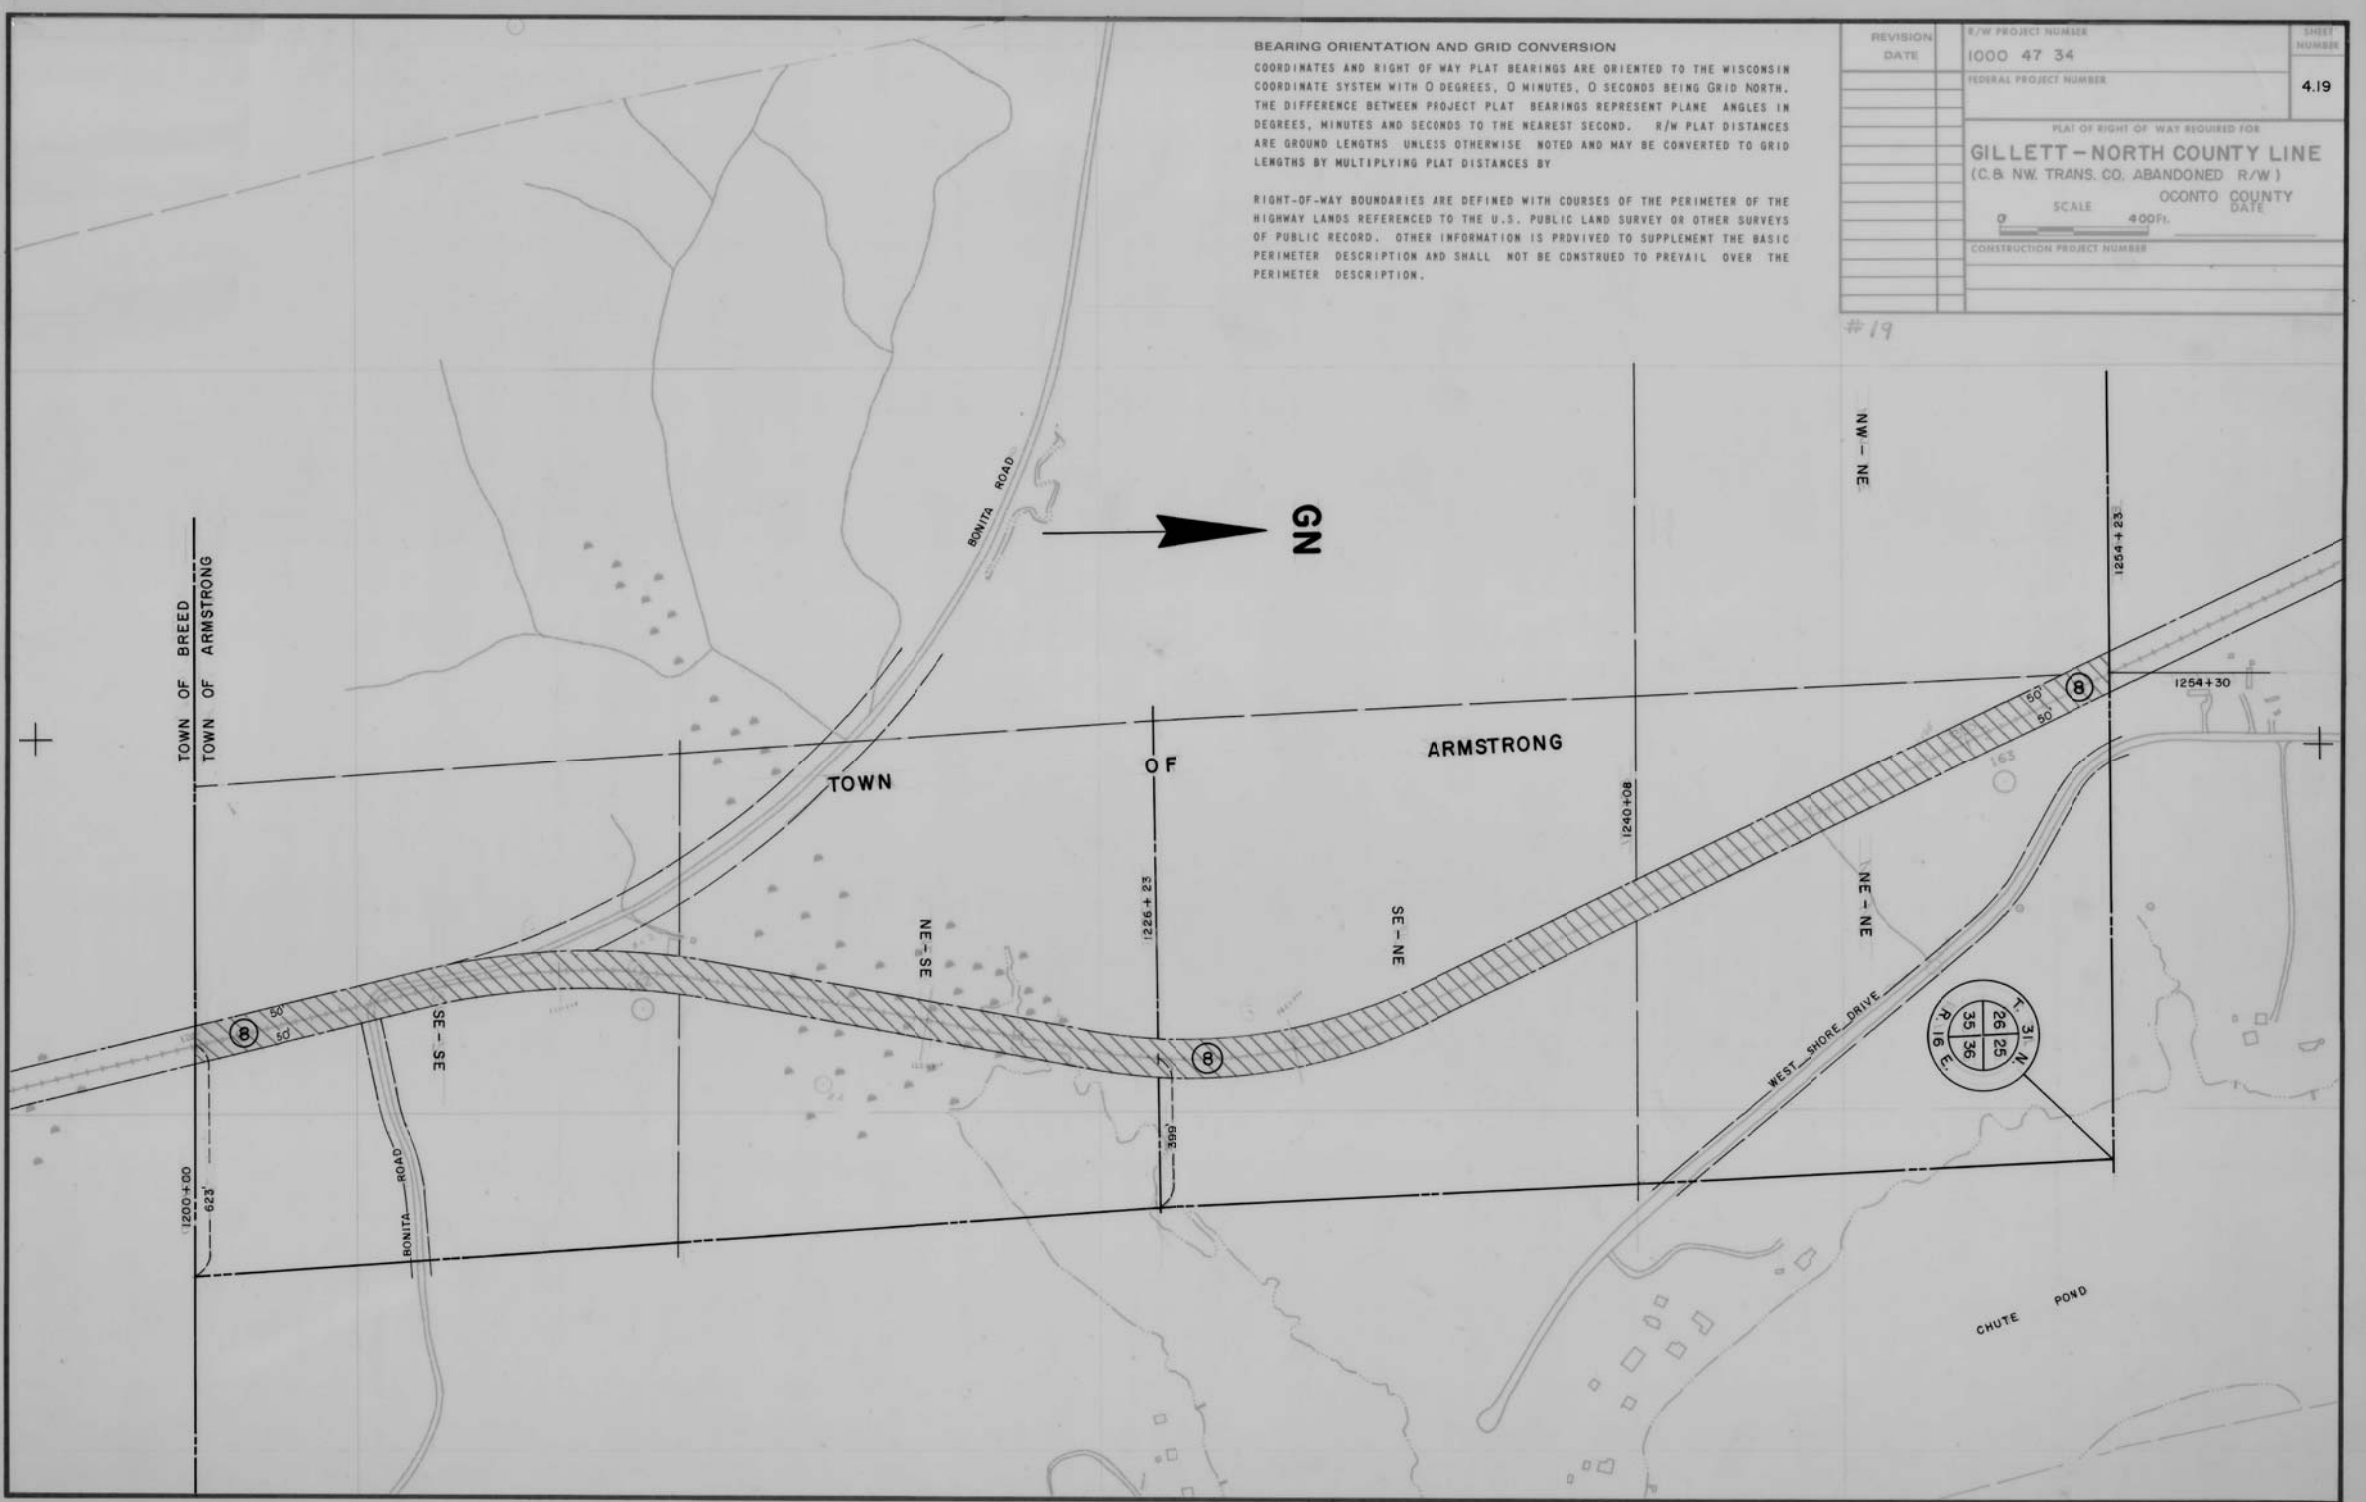 BEARING ORIENTATION AND GRID CONVERSION
COORDINATES AND RIGHT OF WAY PLAT BEARINGS ARE ORIENTED TO THE WISCONSIN
COORDINATE SYSTEM WITH 0 DEGREES, 0 MINUTES, 0 SECONDS BEING GRID NORTH.
THE DIFFERENCE BETWEEN PROJECT PLAT BEARINGS REPRESENT PLANE ANGLES IN
DEGREES, MINUTES AND SECONDS TO THE NEAREST SECOND. R/W PLAT DISTANCES
ARE GROUND LENGTHS UNLESS OTHERWISE NOTED AND MAY BE CONVERTED TO GRID
LENGTHS BY MULTIPLYING PLAT DISTANCES BY
RIGHT-OF-WAY BOUNDARIES ARE DEFINED WITH COURSES OF THE PERIMETER OF THE
HIGHWAY LANDS REFERENCED TO THE U.S. PUBLIC LAND SURVEY OR OTHER SURVEYS
OF PUBLIC RECORD. OTHER INFORMATION IS PROVIVED TO SUPPLEMENT THE BASIC
PERIMETER DESCRIPTION AND SHALL NOT BE CONSTRUED TO PREVAIL OVER THE
PERIMETER DESCRIPTION.
REVISION
DATE
R/W PROJECT NUMBER
1000 47 34
FEDERAL PROJECT NUMBER
SHEET
NUMBER
4.19
PLAT OF RIGHT OF WAY REQUIRED FOR
GILLETT-NORTH COUNTY LINE
(C.& NW. TRANS. CO. ABANDONED R/W)
OCONTO COUNTY
SCALE
DATE
0 400Ft.
CONSTRUCTION PROJECT NUMBER
#19
NW-NE
BONITA ROAD
GN
1254+23
TOWN OF BREED
TOWN OF ARMSTRONG
1254+30
8
50'
50'
TOWN OF ARMSTRONG
163
1240+08
1226+23
NE-SE
SE-NE
NE-NE
SE-SE
50'
50'
8
8
WEST SHORE DRIVE
T. 31 N.
26 25
35 36
R. 16 E.
399'
1200+00
623'
BONITA ROAD
CHUTE POND